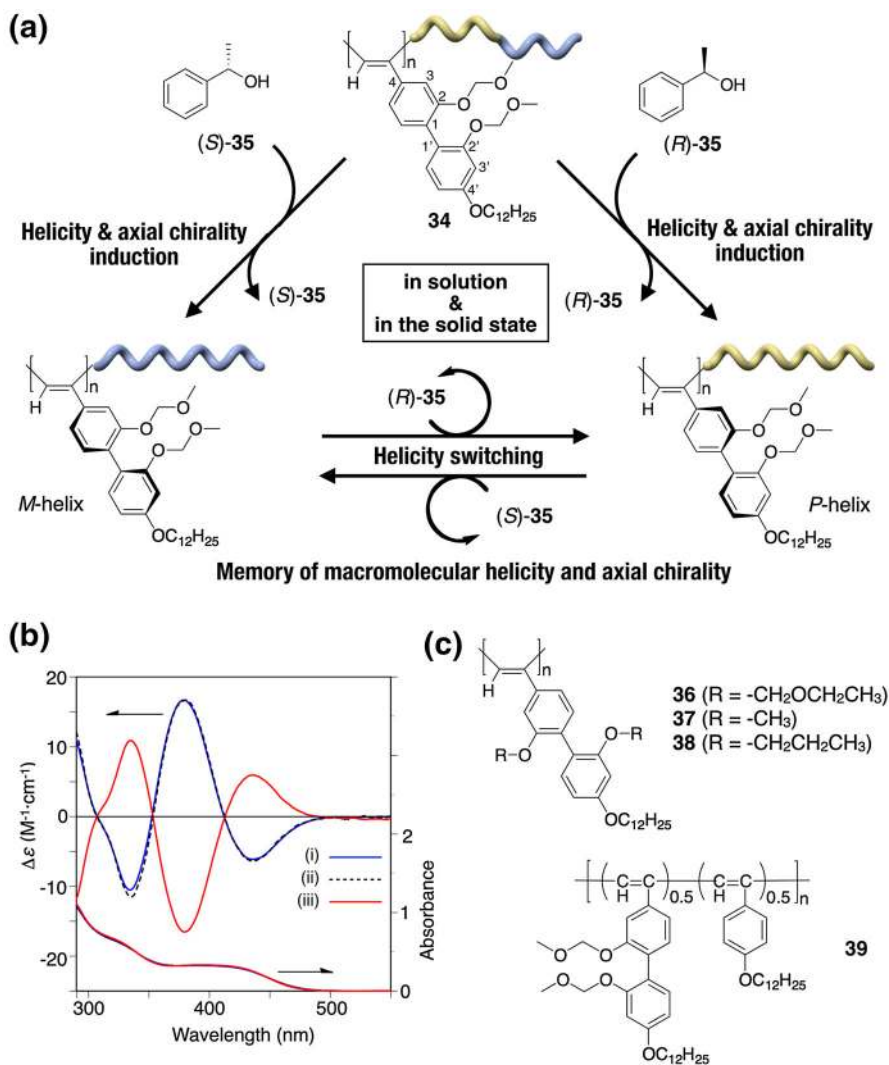 (a)
[ ]n
H
3
4
2
1
O O
O O
1'
2'
3'
4'
OC12H25
34
OH
(S)-35
OH
(R)-35
Helicity & axial chirality
induction
(S)-35
in solution
&
in the solid state
(R)-35
Helicity & axial chirality
induction
[ ]n
H
O O
O O
OC12H25
M-helix
(R)-35
Helicity switching
(S)-35
[ ]n
H
O O
O O
OC12H25
P-helix
Memory of macromolecular helicity and axial chirality
(b)
20
10
0
-10
-20
Δε (M-1·cm-1)
(i)
(ii)
(iii)
2
1
0
Absorbance
300
400
500
Wavelength (nm)
(c)
[ ]n
H
R-O
O-R
OC12H25
36 (R = -CH2OCH2CH3)
37 (R = -CH3)
38 (R = -CH2CH2CH3)
[(C=C)0.5 (C=C)0.5]n
H
H
O O
O O
OC12H25
OC12H25
39